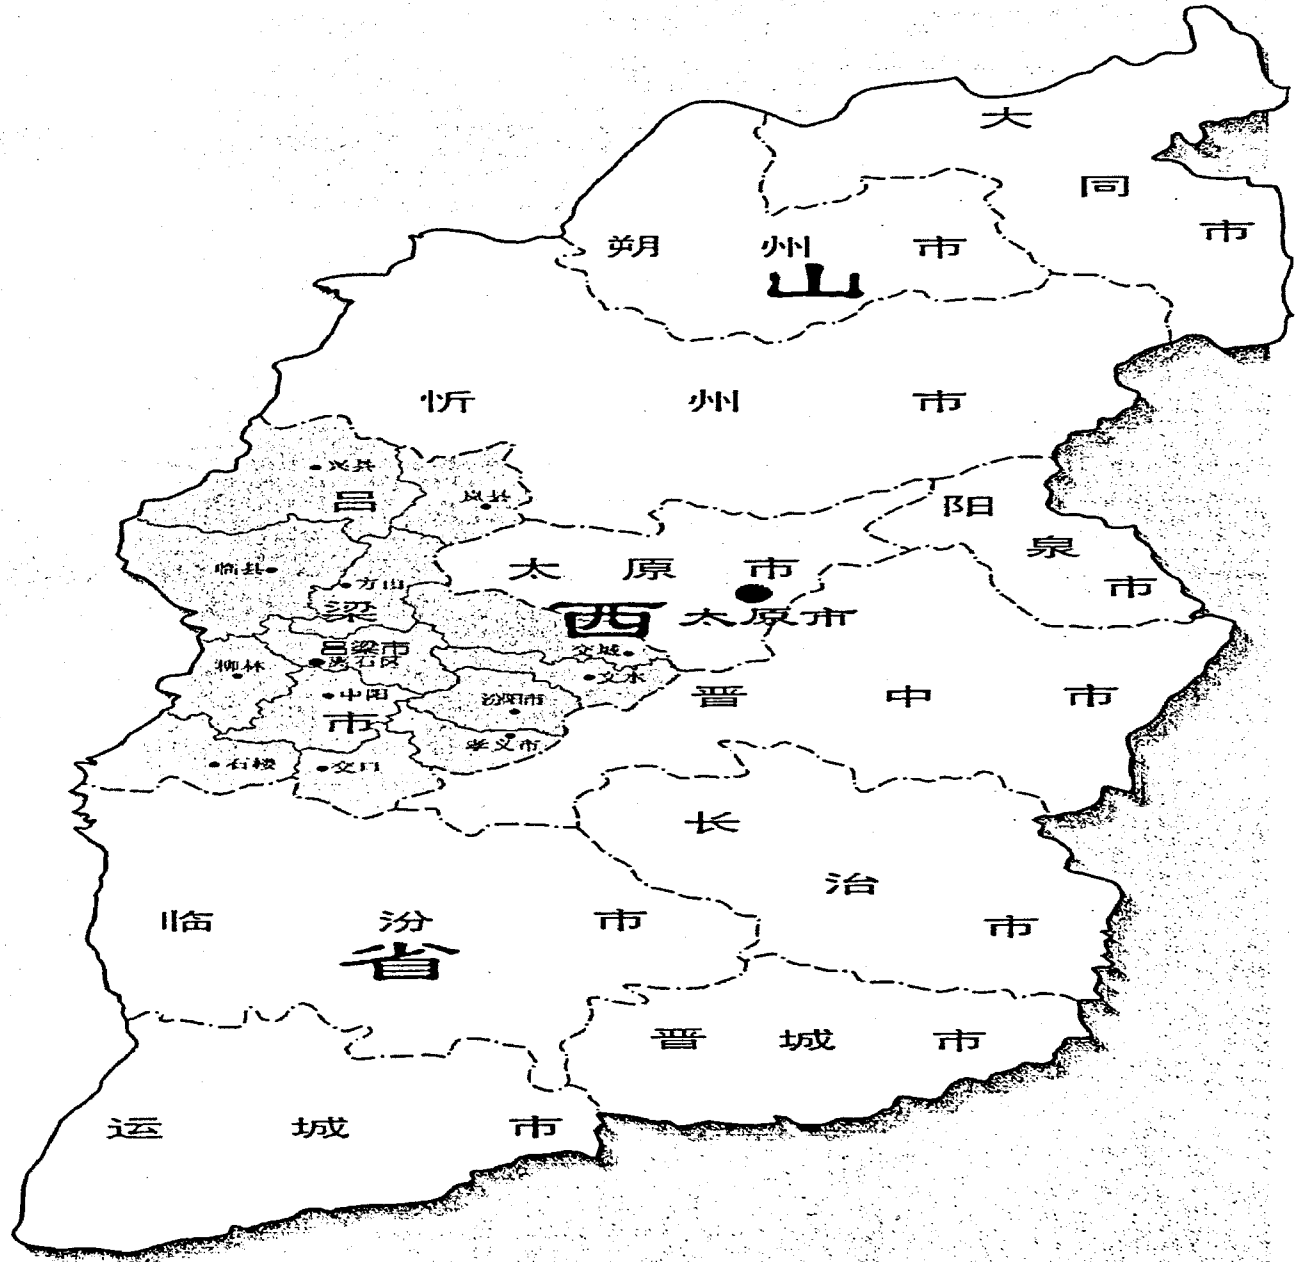 大同市
朔州市
山
忻州市
兴县
岚县
吕
阳泉市
临县
方山
太原市
梁
西
太原市
吕梁市
离石区
交城
柳林
文水
中阳
汾阳市
晋中市
市
孝义市
石楼
交口
长治市
临汾市
省
晋城市
运城市